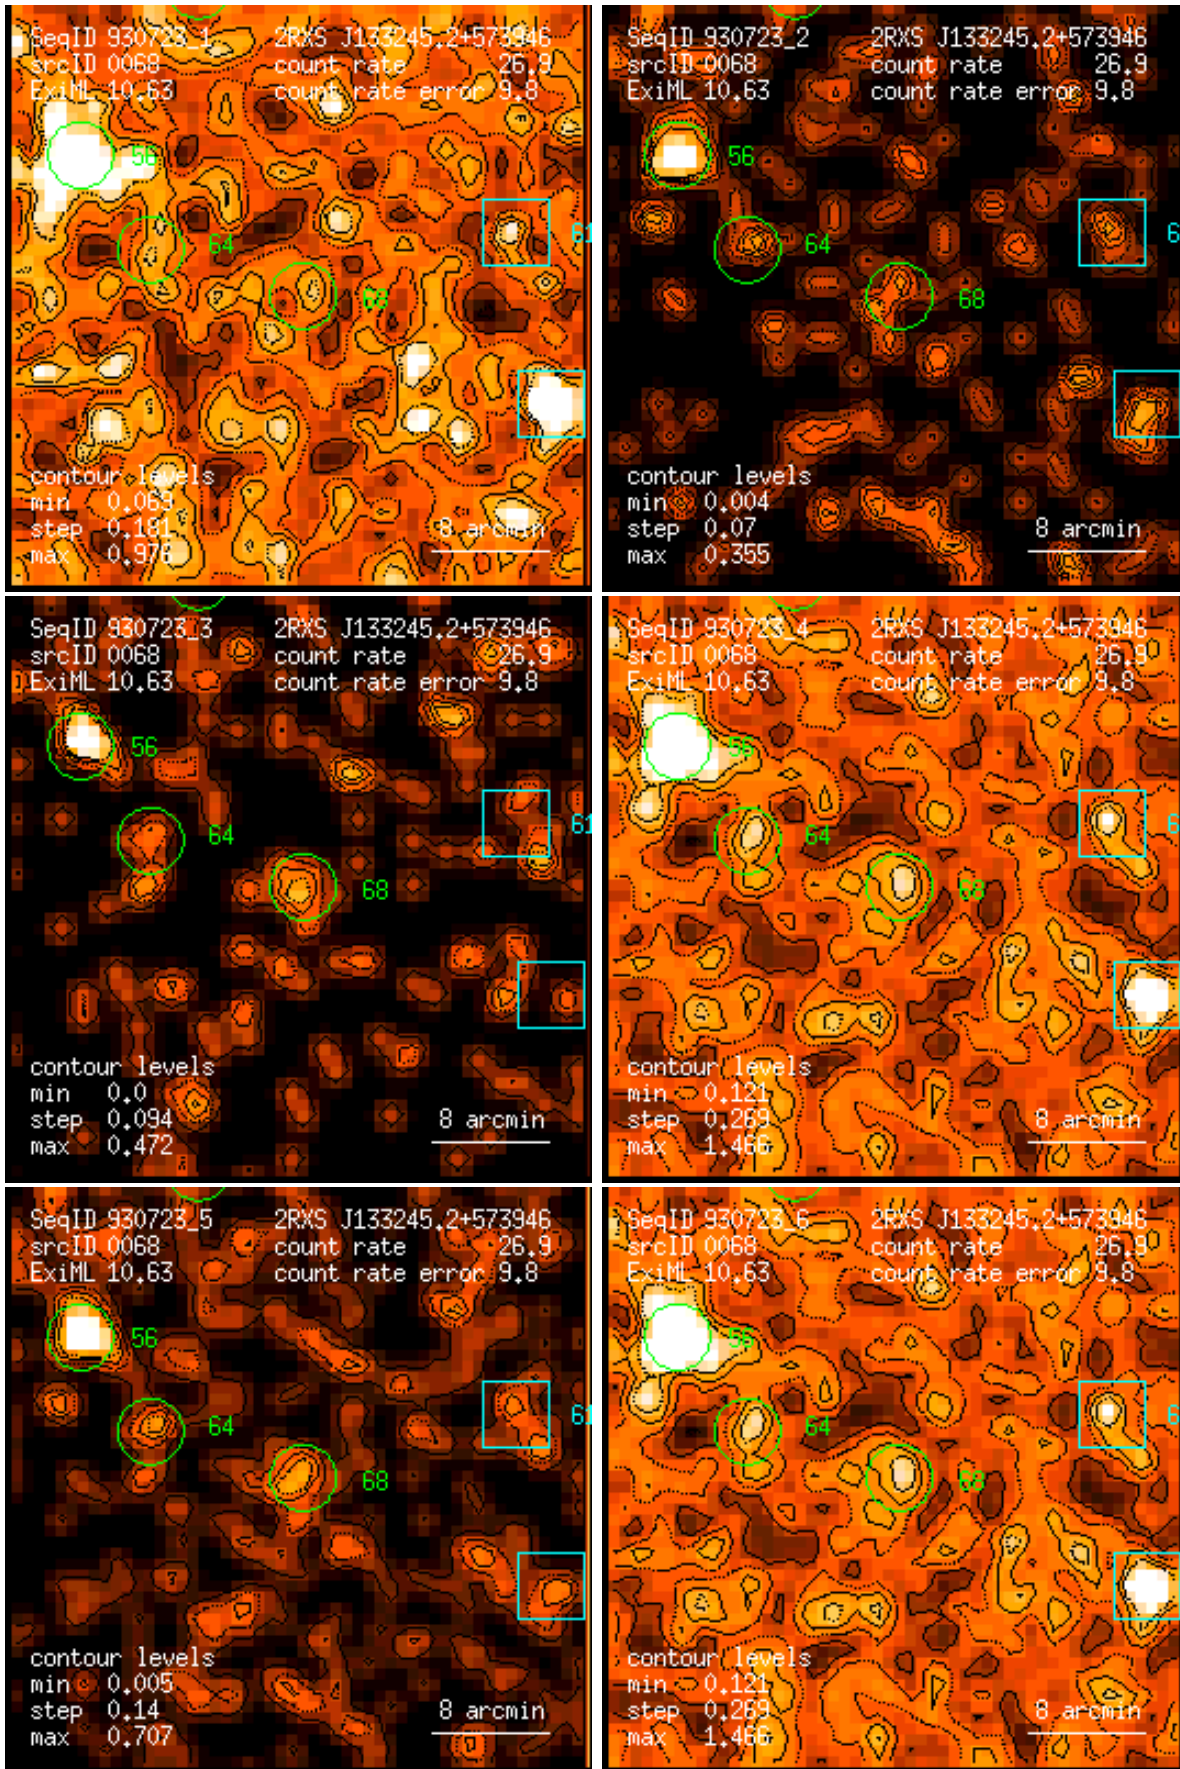 SeqID 930723_1 2RXS J133245.2+573946
srcID 0068 count rate 26.9
ExiML 10.63 count rate error 9.8
56
64
61
68
contour levels
min 0.069
step 0.181 8 arcmin
max 0.976
SeqID 930723_2 2RXS J133245.2+573946
srcID 0068 count rate 26.9
ExiML 10.63 count rate error 9.8
56
64
6
68
contour levels
min 0.004
step 0.07 8 arcmin
max 0.355
SeqID 930723_3 2RXS J133245.2+573946
srcID 0068 count rate 26.9
ExiML 10.63 count rate error 9.8
56
64
61
68
contour levels
min 0.0
step 0.094 8 arcmin
max 0.472
SeqID 930723_4 2RXS J133245.2+573946
srcID 0068 count rate 26.9
ExiML 10.63 count rate error 9.8
56
64
6
68
contour levels
min 0.121
step 0.269 8 arcmin
max 1.466
SeqID 930723_5 2RXS J133245.2+573946
srcID 0068 count rate 26.9
ExiML 10.63 count rate error 9.8
56
64
61
68
contour levels
min 0.005
step 0.14 8 arcmin
max 0.707
SeqID 930723_6 2RXS J133245.2+573946
srcID 0068 count rate 26.9
ExiML 10.63 count rate error 9.8
56
64
6
68
contour levels
min 0.121
step 0.269 8 arcmin
max 1.466